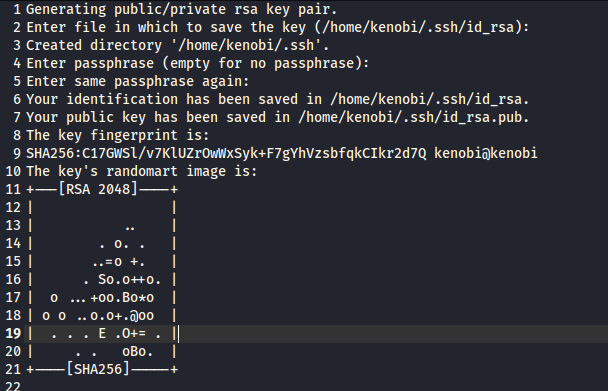 1 Generating public/private rsa key pair.
2 Enter file in which to save the key (/home/kenobi/.ssh/id_rsa):
3 Created directory '/home/kenobi/.ssh'.
4 Enter passphrase (empty for no passphrase):
5 Enter same passphrase again:
6 Your identification has been saved in /home/kenobi/.ssh/id_rsa.
7 Your public key has been saved in /home/kenobi/.ssh/id_rsa.pub.
8 The key fingerprint is:
9 SHA256:C17GWSl/v7KlUZrOwWxSyk+F7gYhVzsbfqkCIkr2d7Q kenobi@kenobi
10 The key's randomart image is:
11 +---[RSA 2048]----+
12 |                 |
13 |           ..    |
14 |        . o. .   |
15 |       ..=o +.   |
16 |      . So.o++o. |
17 |  o ...+oo.Bo*o  |
18 | o o ..o.o+.@oo  |
19 |  . . . E .O+= . |
20 |     . .   oBo.  |
21 +----[SHA256]-----+
22